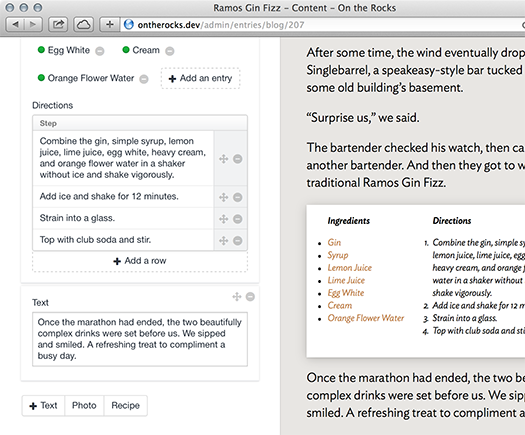 Ramos Gin Fizz – Content – On the Rocks
ontherocks.dev/admin/entries/blog/207
Egg White
Cream
Orange Flower Water
Add an entry
Directions
Step
Combine the gin, simple syrup, lemon
juice, lime juice, egg white, heavy cream,
and orange flower water in a shaker
without ice and shake vigorously.
Add ice and shake for 12 minutes.
Strain into a glass.
Top with club soda and stir.
Add a row
Text
Once the marathon had ended, the two beautifully
complex drinks were set before us. We sipped
and smiled. A refreshing treat to compliment a
busy day.
Text
Photo
Recipe
After some time, the wind eventually drop
Singlebarrel, a speakeasy-style bar tucked
some old building's basement.
“Surprise us,” we said.
The bartender checked his watch, then ca
another bartender. And then they got to w
traditional Ramos Gin Fizz.
Ingredients
Gin
Syrup
Lemon Juice
Lime Juice
Egg White
Cream
Orange Flower Water
Directions
1. Combine the gin, simple sy
lemon juice, lime juice, egg
heavy cream, and orange f
water in a shaker without
shake vigorously.
2. Add ice and shake for 12 m
3. Strain into a glass.
4. Top with club soda and sti
Once the marathon had ended, the two be
complex drinks were set before us. We sipp
smiled. A refreshing treat to compliment a